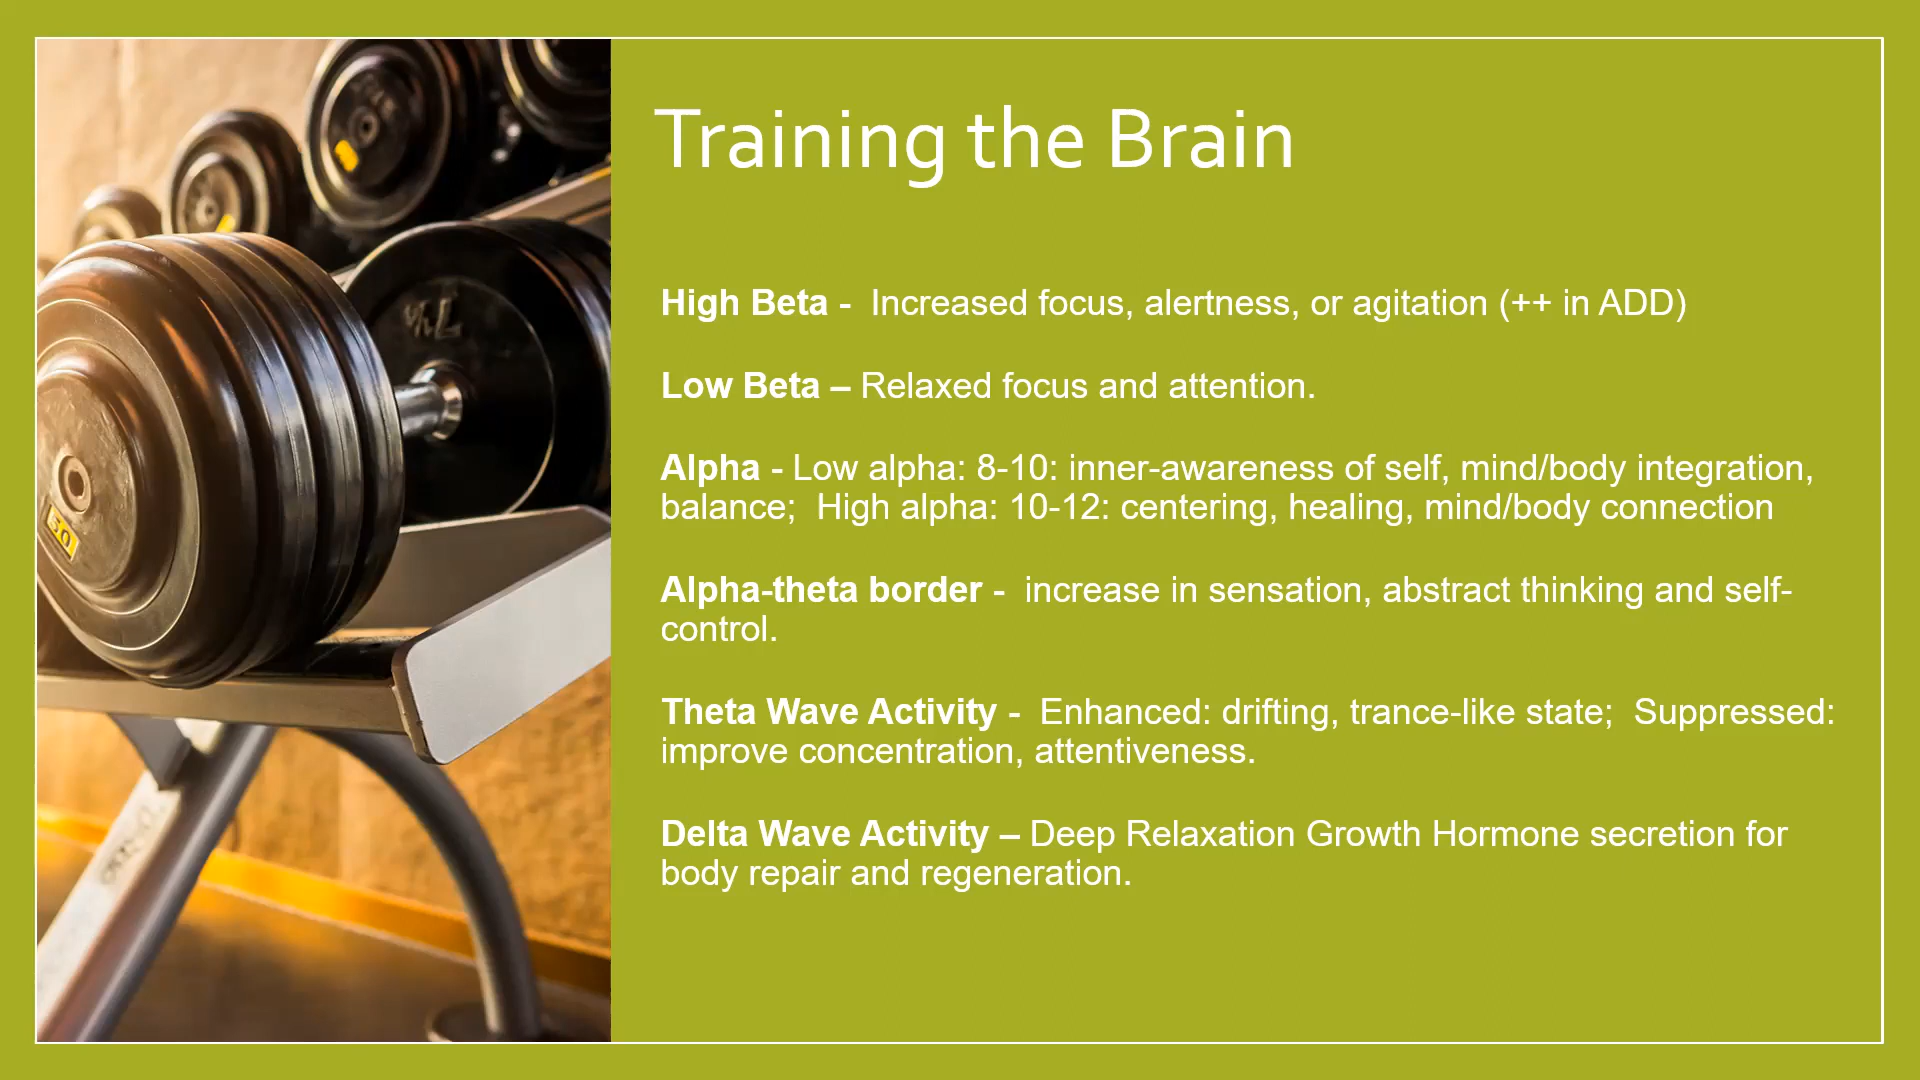 Training the Brain
High Beta -  Increased focus, alertness, or agitation (++ in ADD)
Low Beta – Relaxed focus and attention.
Alpha - Low alpha: 8-10: inner-awareness of self, mind/body integration,
balance;  High alpha: 10-12: centering, healing, mind/body connection
Alpha-theta border -  increase in sensation, abstract thinking and self-
control.
Theta Wave Activity -  Enhanced: drifting, trance-like state;  Suppressed:
improve concentration, attentiveness.
Delta Wave Activity – Deep Relaxation Growth Hormone secretion for
body repair and regeneration.